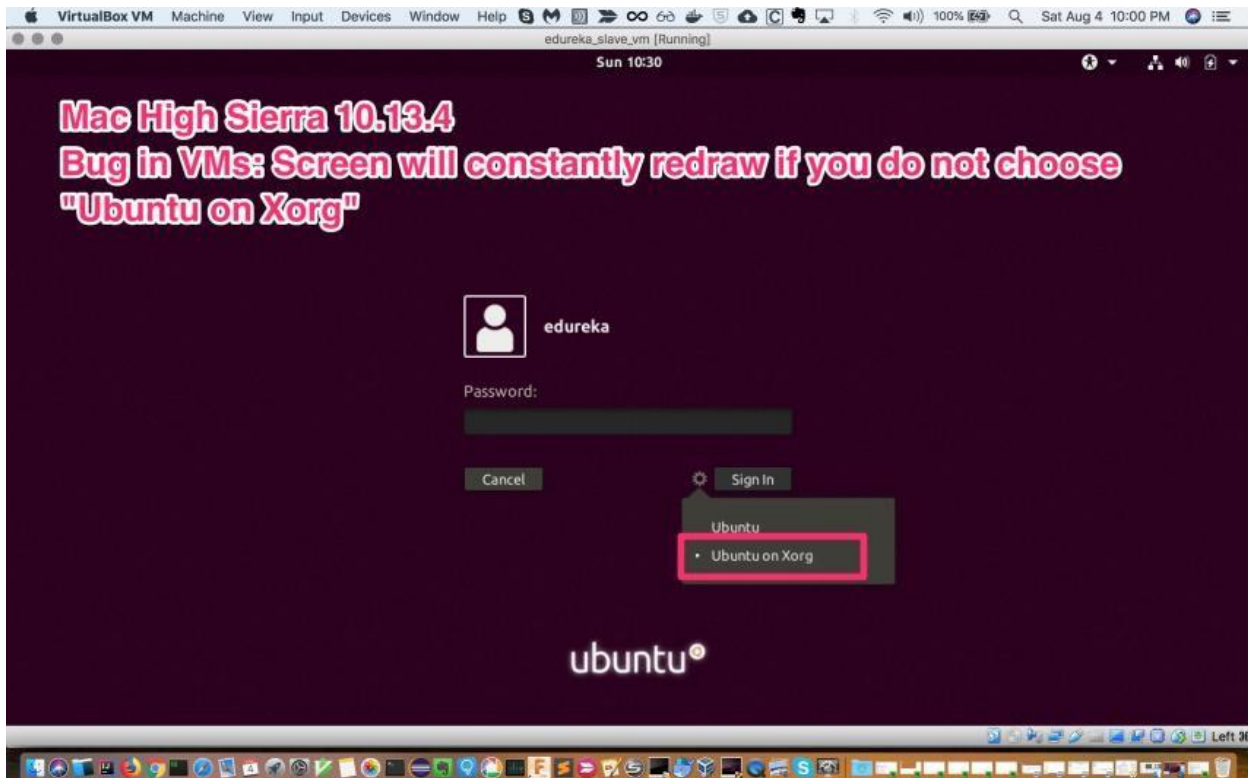 VirtualBox VM Machine View Input Devices Window Help 100% Sat Aug 4 10:00 PM
edureka_slave_vm [Running]
Sun 10:30
Mac High Sierra 10.13.4
Bug in VMs: Screen will constantly redraw if you do not choose
"Ubuntu on Xorg"
edureka
Password:
Cancel
Sign In
Ubuntu
Ubuntu on Xorg
ubuntu
Left